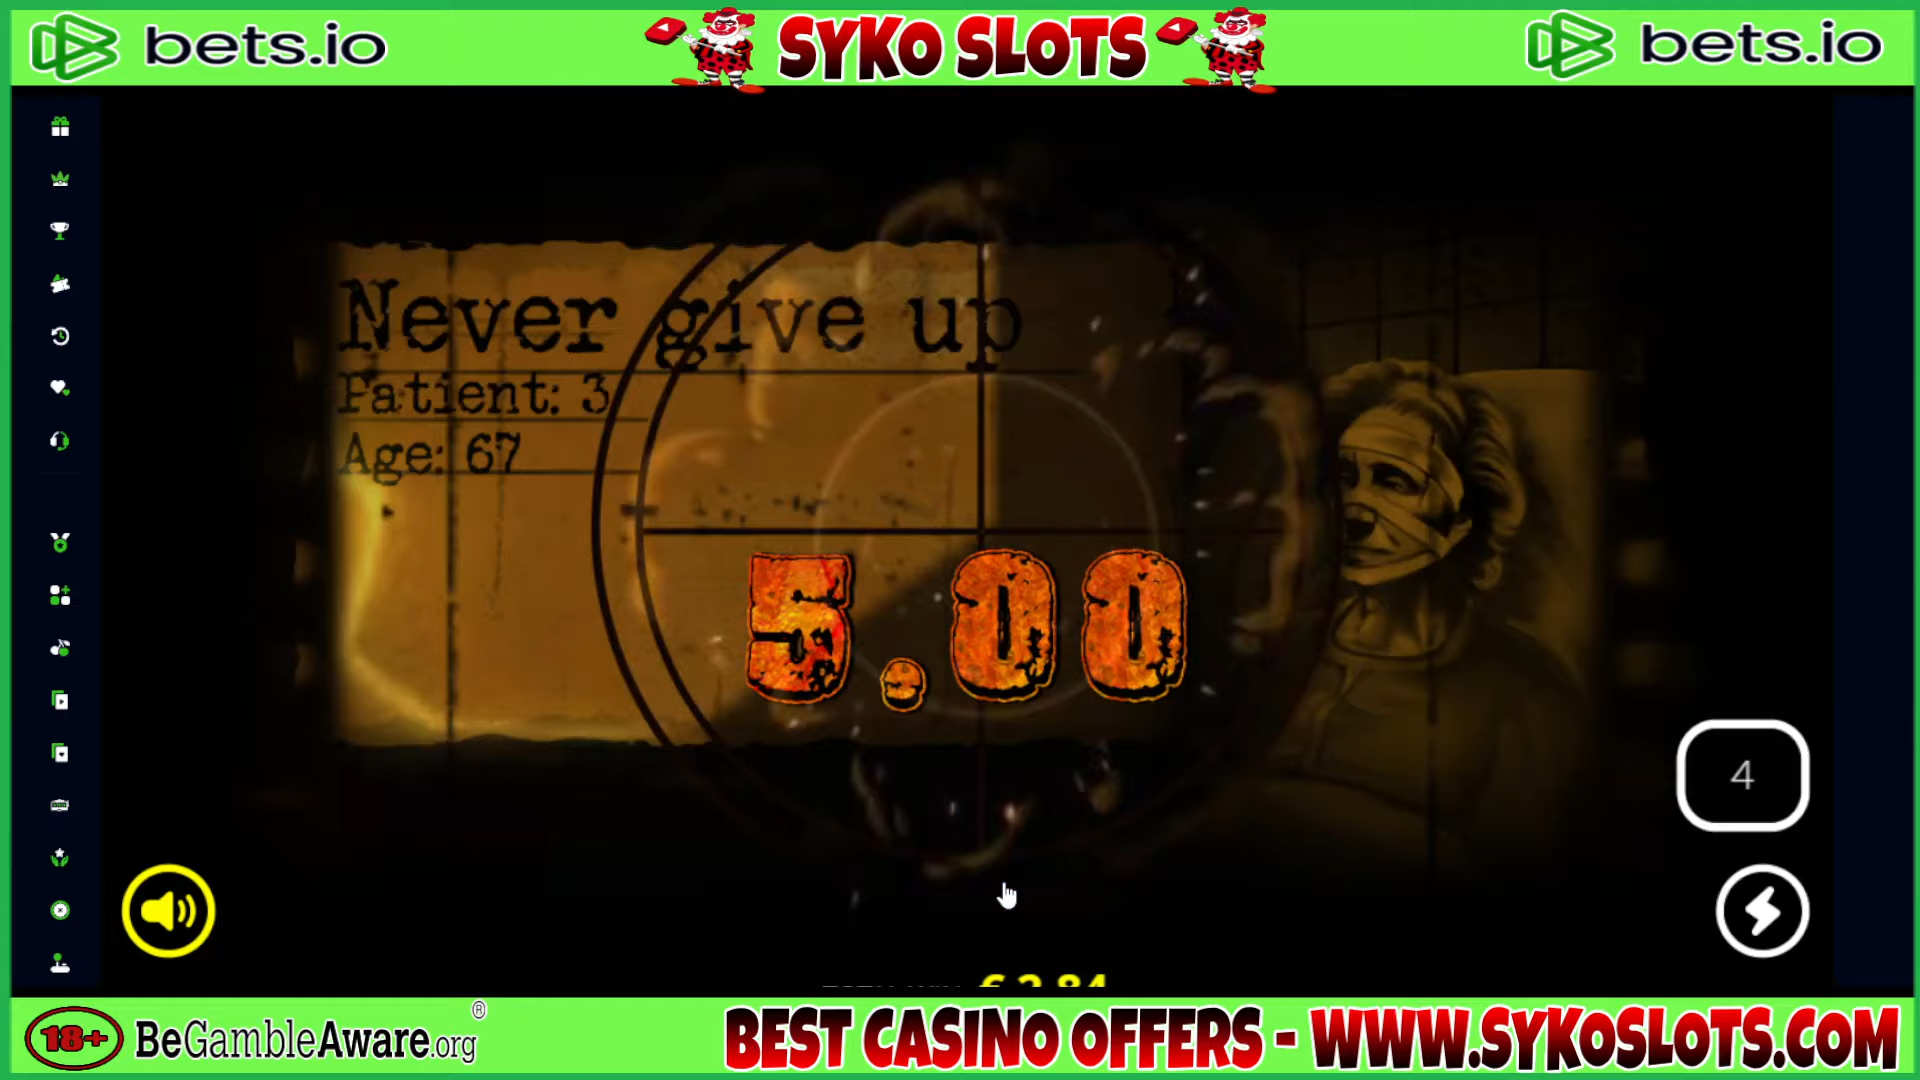 bets.io
SYKO SLOTS
bets.io
Never give up
Patient: 3
Age: 67
5.00
4
18+
BeGambleAware.org®
BEST CASINO OFFERS - WWW.SYKOSLOTS.COM